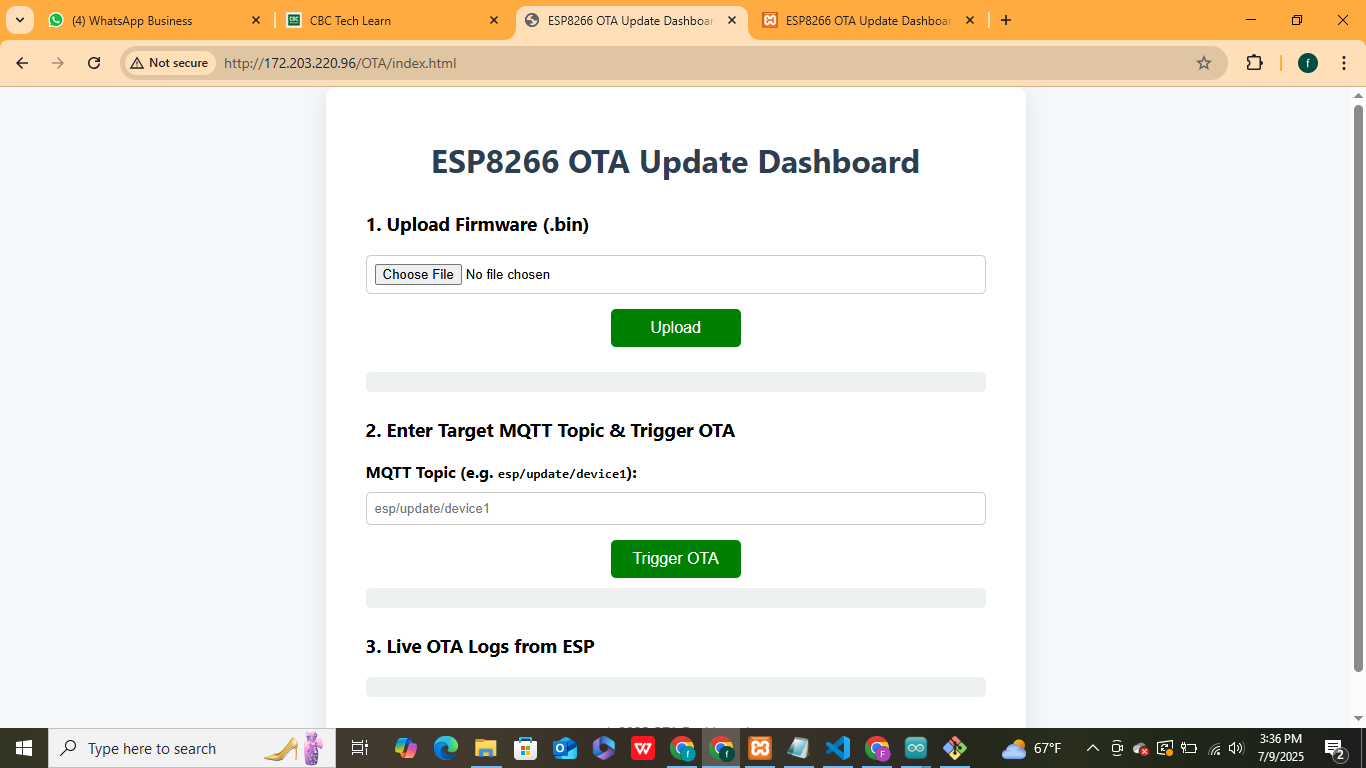 (4) WhatsApp Business
CBC Tech Learn
ESP8266 OTA Update Dashboar
ESP8266 OTA Update Dashboar
Not secure
http://172.203.220.96/OTA/index.html
f
ESP8266 OTA Update Dashboard
1. Upload Firmware (.bin)
Choose File No file chosen
Upload
2. Enter Target MQTT Topic & Trigger OTA
MQTT Topic (e.g. esp/update/device1):
esp/update/device1
Trigger OTA
3. Live OTA Logs from ESP
Type here to search
67°F
3:36 PM
7/9/2025
2